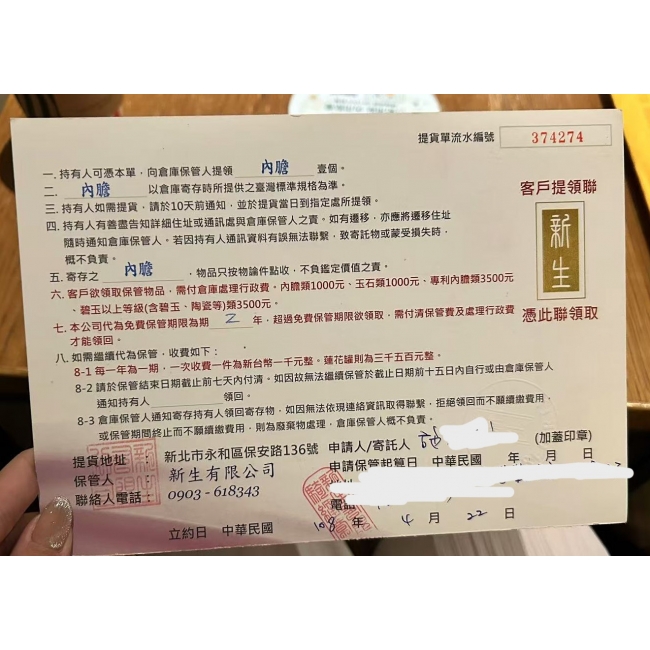 提貨單流水編號 374274
一. 持有人可憑本單，向倉庫保管人提領 內膽 壹個。
二. 內膽 以倉庫寄存時所提供之臺灣標準規格為準。
三. 持有人如需提貨，請於10天前通知，並於提貨當日到指定處所提領。
四. 持有人有善盡告知詳細住址或通訊處與倉庫保管人之責。如有遷移，亦應將遷移住址
隨時通知倉庫保管人。若因持有人通訊資料有誤無法聯繫，致寄託物或蒙受損失時，
概不負責。
五. 寄存之 內膽 ，物品只按物論件點收，不負鑑定價值之責。
六. 客戶欲領取保管物品，需付倉庫處理行政費。內膽類1000元、玉石類1000元、專利內膽類3500元
、碧玉以上等級(含碧玉、陶瓷等)類3500元。
七. 本公司代為免費保管期限為期 2 年，超過免費保管期限欲領取，需付清保管費及處理行政費
才能領回。
八. 如需繼續代為保管，收費如下：
8-1 每一年為一期，一次收費一件為新台幣一千元整。蓮花罐則為三千五百元整。
8-2 請於保管結束日期截止前七天內付清。如因故無法繼續保管於截止日期前十五日內自行或由倉庫保管人
通知持有人 領回。
8-3 倉庫保管人通知寄存持有人領回寄存物，如因無法依現連絡資訊取得聯繫，拒絕領回而不願續繳費用，
或保管期間終止而不願續繳費用，則為廢棄物處理，倉庫保管人概不負責。
客戶提領聯
新生
憑此聯領取
提貨地址 ： 新北市永和區保安路136號
保管人 ： 新生有限公司
聯絡人電話： 0903 - 618343
申請人/寄託人 (加蓋印章)
申請保管起算日 中華民國 年 月 日
電話
立約日 中華民國 108 年 4 月 22 日